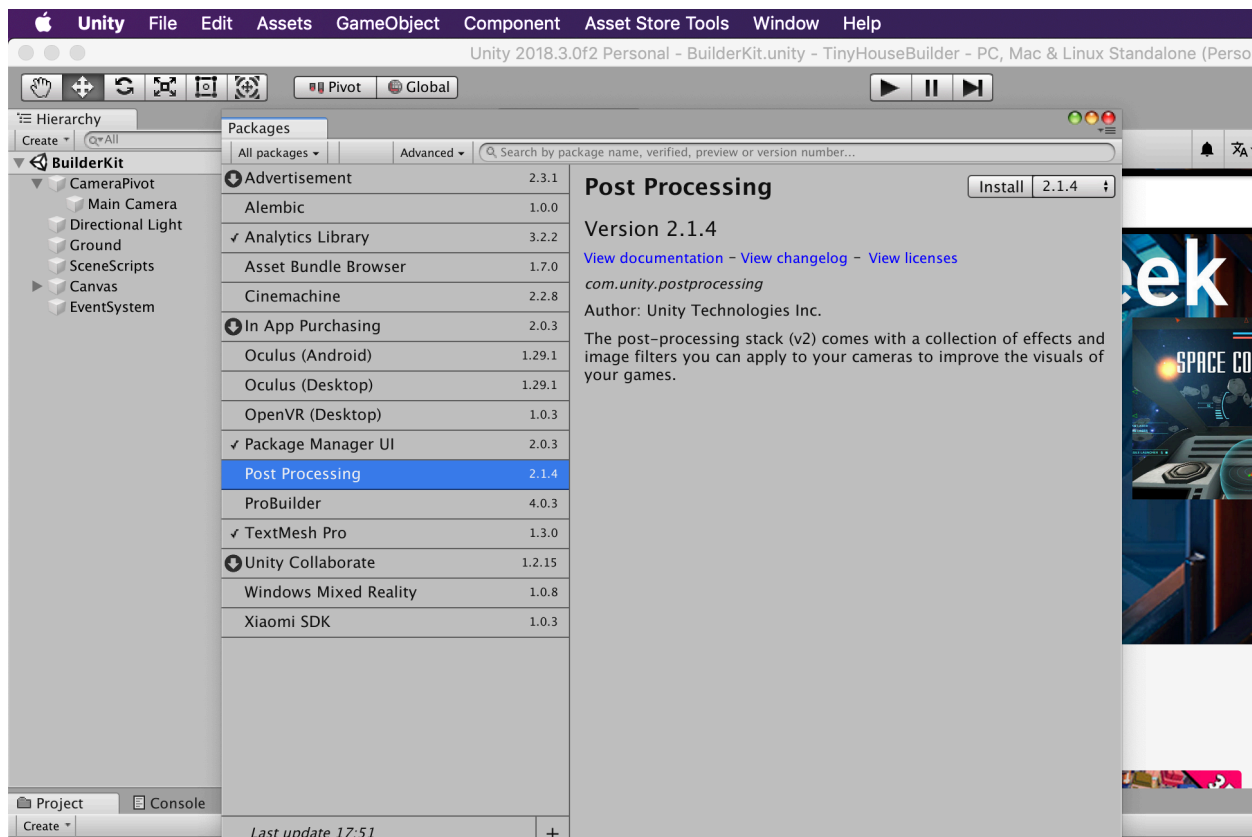 Unity File Edit Assets GameObject Component Asset Store Tools Window Help
Unity 2018.3.0f2 Personal - BuilderKit.unity - TinyHouseBuilder - PC, Mac & Linux Standalone (Perso
Pivot Global
Hierarchy
Create All
BuilderKit
CameraPivot
Main Camera
Directional Light
Ground
SceneScripts
Canvas
EventSystem
Packages
All packages Advanced Search by package name, verified, preview or version number...
Advertisement 2.3.1
Alembic 1.0.0
Analytics Library 3.2.2
Asset Bundle Browser 1.7.0
Cinemachine 2.2.8
In App Purchasing 2.0.3
Oculus (Android) 1.29.1
Oculus (Desktop) 1.29.1
OpenVR (Desktop) 1.0.3
Package Manager UI 2.0.3
Post Processing 2.1.4
ProBuilder 4.0.3
TextMesh Pro 1.3.0
Unity Collaborate 1.2.15
Windows Mixed Reality 1.0.8
Xiaomi SDK 1.0.3
Last update 17:51 +
Post Processing Install 2.1.4
Version 2.1.4
View documentation - View changelog - View licenses
com.unity.postprocessing
Author: Unity Technologies Inc.
The post-processing stack (v2) comes with a collection of effects and
image filters you can apply to your cameras to improve the visuals of
your games.
eek
SPACE CO
Project Console
Create